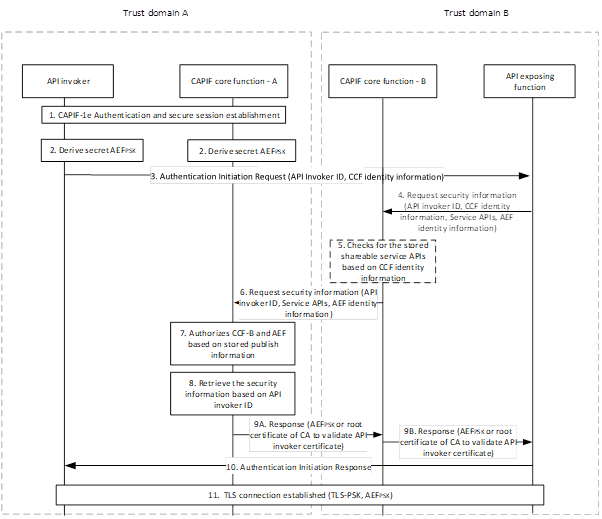 Trust domain A
Trust domain B
API invoker
CAPIF core function - A
CAPIF core function - B
API exposing
function
1. CAPIF-1e Authentication and secure session establishment
2. Derive secret AEFPSK
2. Derive secret AEFPSK
3. Authentication Initiation Request (API Invoker ID, CCF identity information)
4. Request security information
(API invoker ID, CCF identity
information, Service APIs, AEF
identity information)
5. Checks for the stored
shareable service APIs
based on CCF identity
information
6. Request security information (API
invoker ID, Service APIs, AEF identity
information)
7. Authorizes CCF-B and AEF
based on stored publish
information
8. Retrieve the security
information based on API
invoker ID
9A. Response (AEFPSK or root
certificate of CA to validate API
invoker certificate)
9B. Response (AEFPSK or root
certificate of CA to validate API
invoker certificate)
10. Authentication Initiation Response
11. TLS connection established (TLS-PSK, AEFPSK)